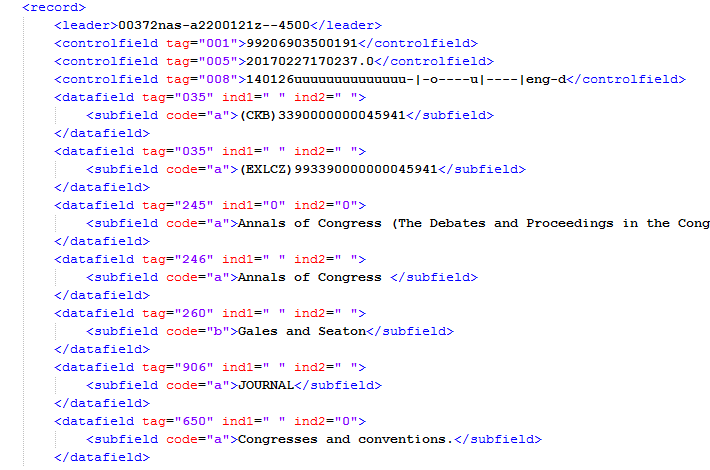 <record>
<leader>00372nas-a2200121z--4500</leader>
<controlfield tag="001">99206903500191</controlfield>
<controlfield tag="005">20170227170237.0</controlfield>
<controlfield tag="008">140126uuuuuuuuuuuuuuu-|-o----u|----|eng-d</controlfield>
<datafield tag="035" ind1=" " ind2=" ">
<subfield code="a">(CKB)3390000000045941</subfield>
</datafield>
<datafield tag="035" ind1=" " ind2=" ">
<subfield code="a">(EXLCZ)993390000000045941</subfield>
</datafield>
<datafield tag="245" ind1="0" ind2="0">
<subfield code="a">Annals of Congress (The Debates and Proceedings in the Cong
</datafield>
<datafield tag="246" ind1=" " ind2=" ">
<subfield code="a">Annals of Congress </subfield>
</datafield>
<datafield tag="260" ind1=" " ind2=" ">
<subfield code="b">Gales and Seaton</subfield>
</datafield>
<datafield tag="906" ind1=" " ind2=" ">
<subfield code="a">JOURNAL</subfield>
</datafield>
<datafield tag="650" ind1=" " ind2="0">
<subfield code="a">Congresses and conventions.</subfield>
</datafield>